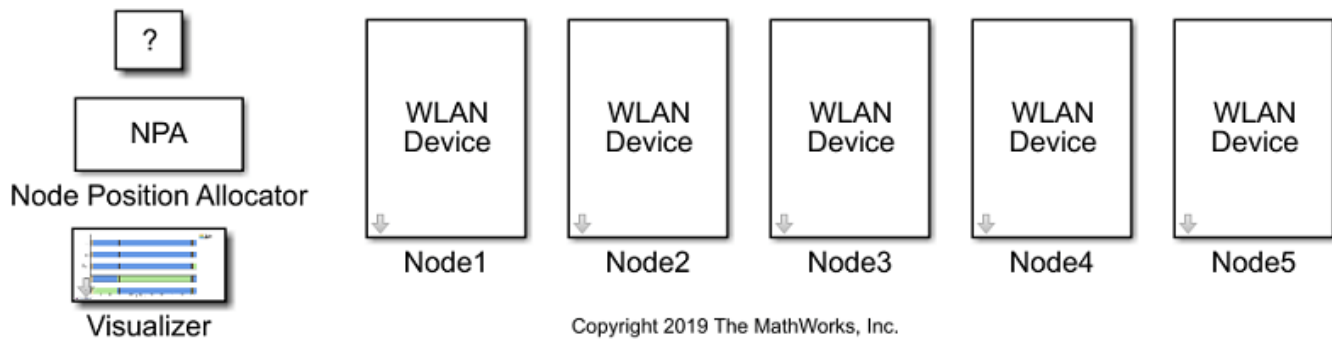 ?
NPA
Node Position Allocator
Visualizer
WLAN
Device
Node1
WLAN
Device
Node2
WLAN
Device
Node3
WLAN
Device
Node4
WLAN
Device
Node5
Copyright 2019 The MathWorks, Inc.